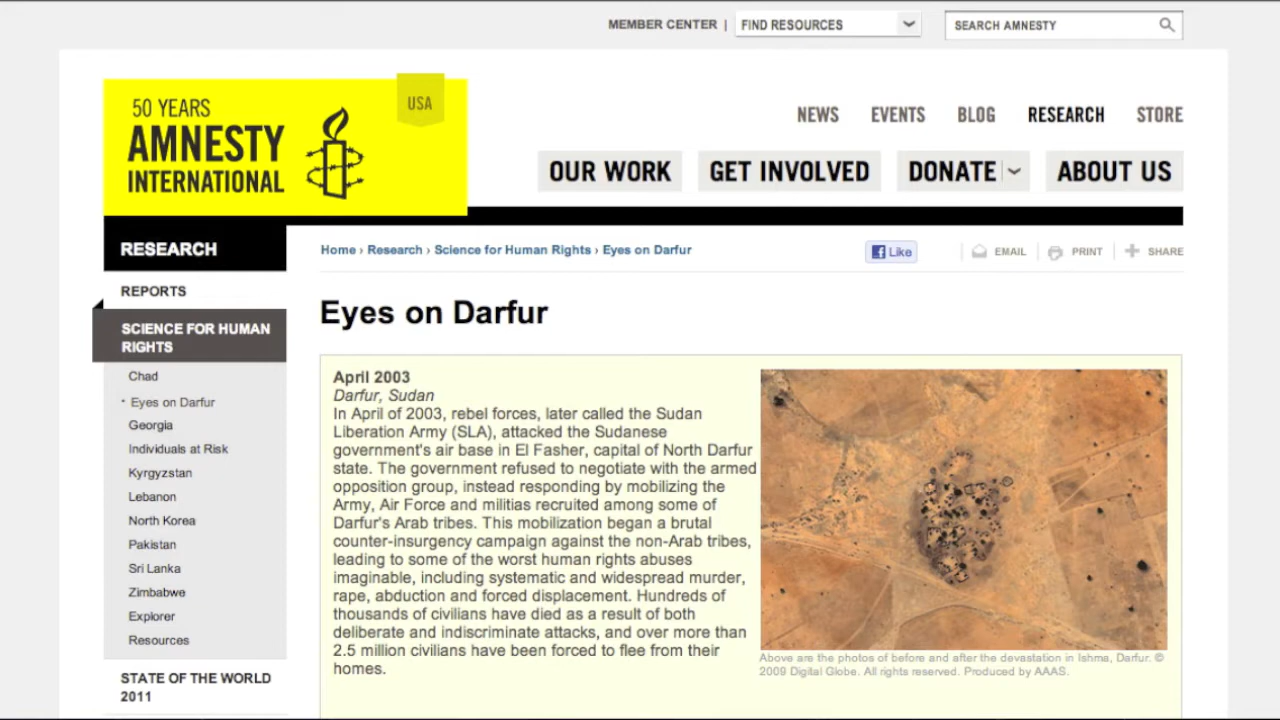 MEMBER CENTER | FIND RESOURCES SEARCH AMNESTY
50 YEARS
AMNESTY
INTERNATIONAL
USA
NEWS EVENTS BLOG RESEARCH STORE
OUR WORK GET INVOLVED DONATE ABOUT US
RESEARCH
REPORTS
SCIENCE FOR HUMAN
RIGHTS
Chad
Eyes on Darfur
Georgia
Individuals at Risk
Kyrgyzstan
Lebanon
North Korea
Pakistan
Sri Lanka
Zimbabwe
Explorer
Resources
STATE OF THE WORLD
2011
Home › Research › Science for Human Rights › Eyes on Darfur
Like EMAIL PRINT SHARE
Eyes on Darfur
April 2003
Darfur, Sudan
In April of 2003, rebel forces, later called the Sudan
Liberation Army (SLA), attacked the Sudanese
government's air base in El Fasher, capital of North Darfur
state. The government refused to negotiate with the armed
opposition group, instead responding by mobilizing the
Army, Air Force and militias recruited among some of
Darfur's Arab tribes. This mobilization began a brutal
counter-insurgency campaign against the non-Arab tribes,
leading to some of the worst human rights abuses
imaginable, including systematic and widespread murder,
rape, abduction and forced displacement. Hundreds of
thousands of civilians have died as a result of both
deliberate and indiscriminate attacks, and over more than
2.5 million civilians have been forced to flee from their
homes.
Above are the photos of before and after the devastation in Ishma, Darfur. ©
2009 Digital Globe. All rights reserved. Produced by AAAS.